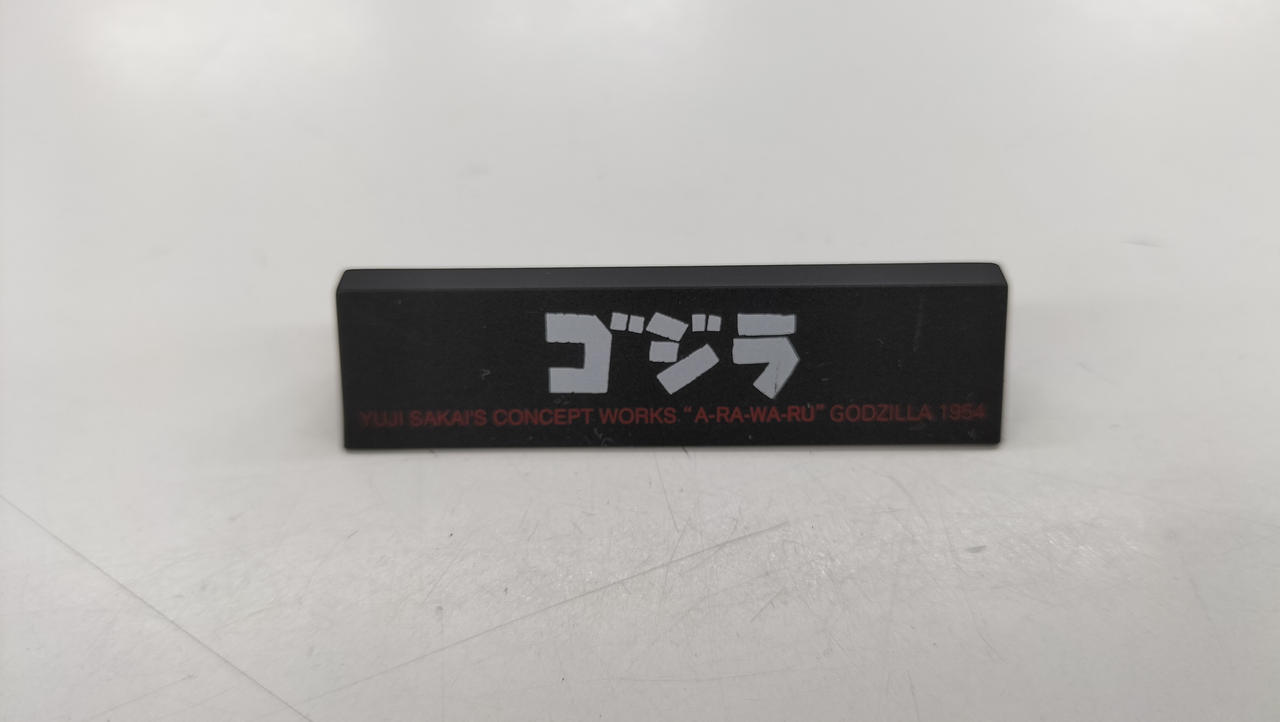 ゴジラ
YUJI SAKAI'S CONCEPT WORKS “A-RA-WA-RU” GODZILLA 1954